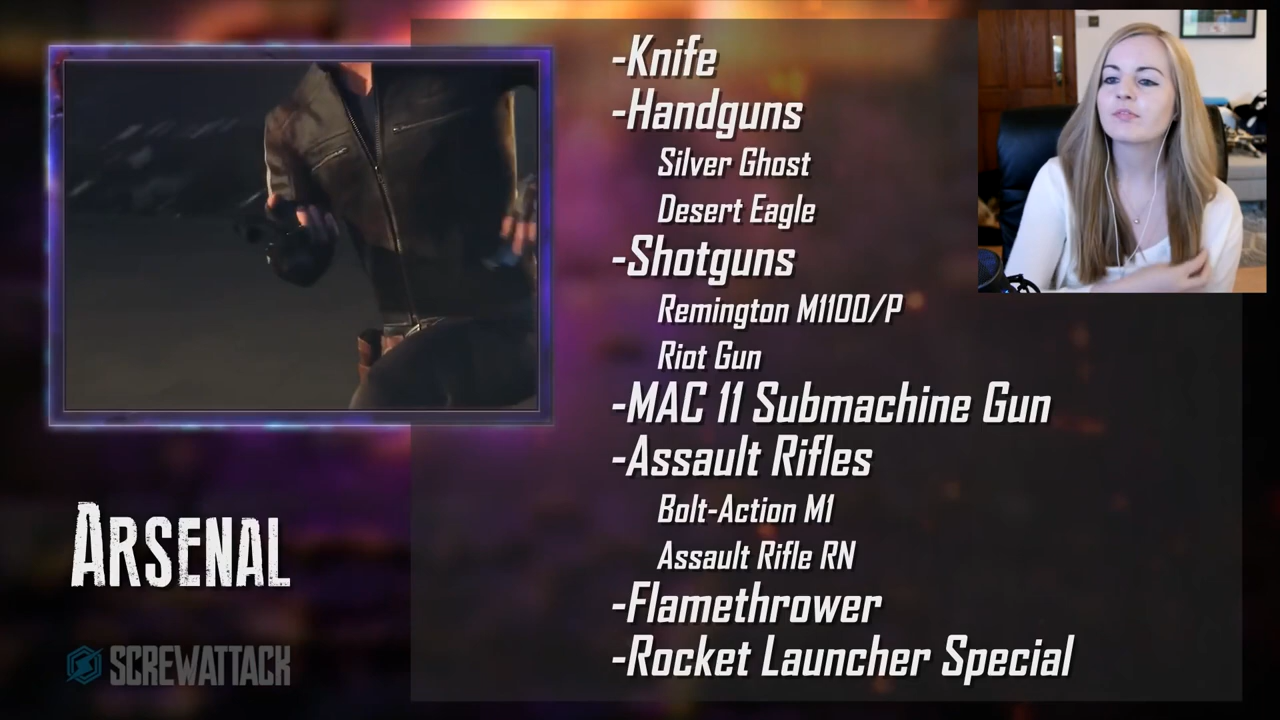 -Knife
-Handguns
Silver Ghost
Desert Eagle
-Shotguns
Remington M1100/P
Riot Gun
-MAC 11 Submachine Gun
-Assault Rifles
Bolt-Action M1
Assault Rifle RN
-Flamethrower
-Rocket Launcher Special
ARSENAL
SCREWATTACK